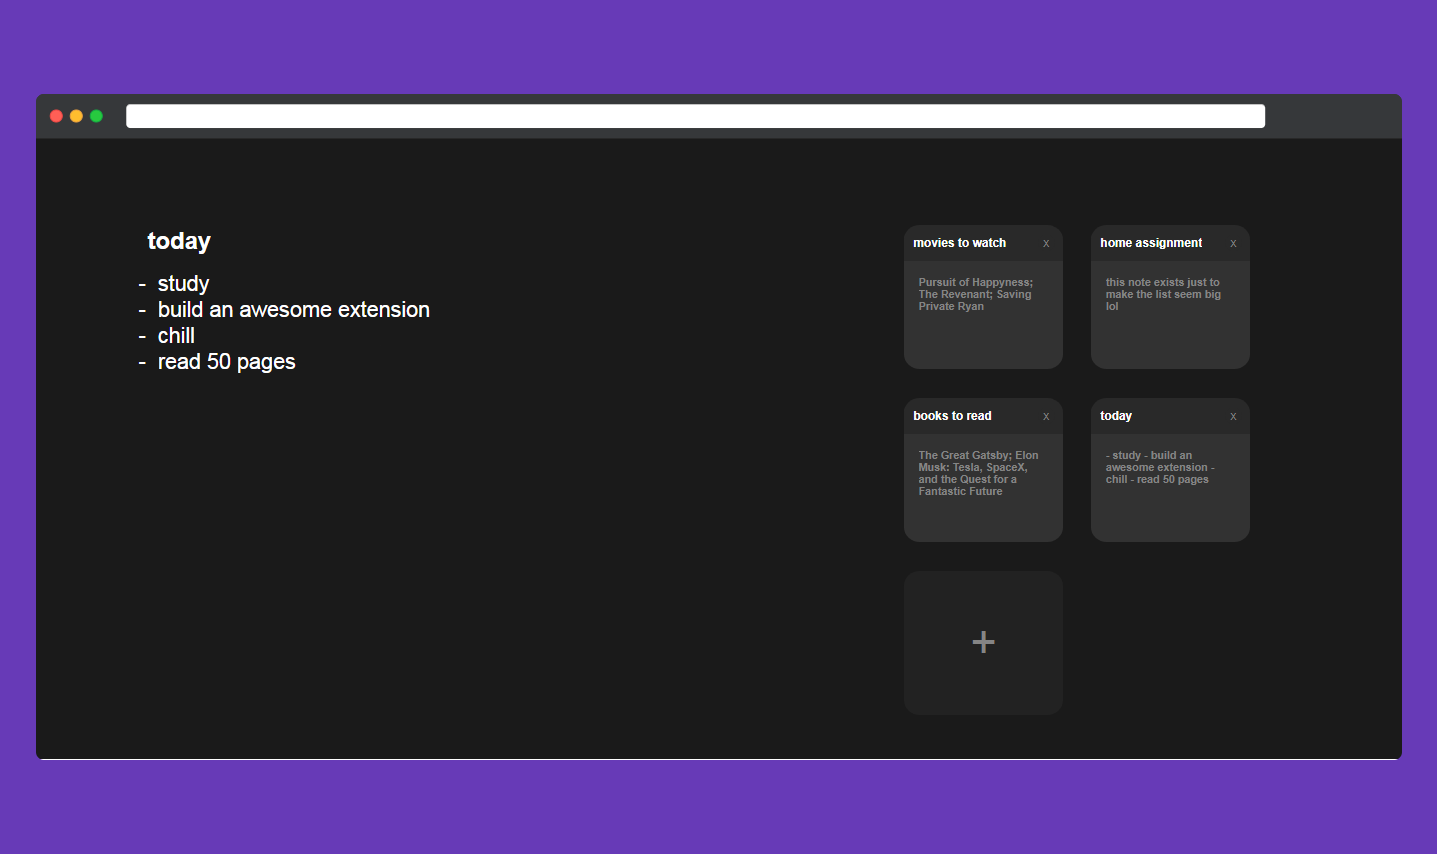 today
- study
- build an awesome extension
- chill
- read 50 pages
movies to watch x
Pursuit of Happyness;
The Revenant; Saving
Private Ryan
home assignment x
this note exists just to
make the list seem big
lol
books to read x
The Great Gatsby; Elon
Musk: Tesla, SpaceX,
and the Quest for a
Fantastic Future
today x
- study - build an
awesome extension -
chill - read 50 pages
+